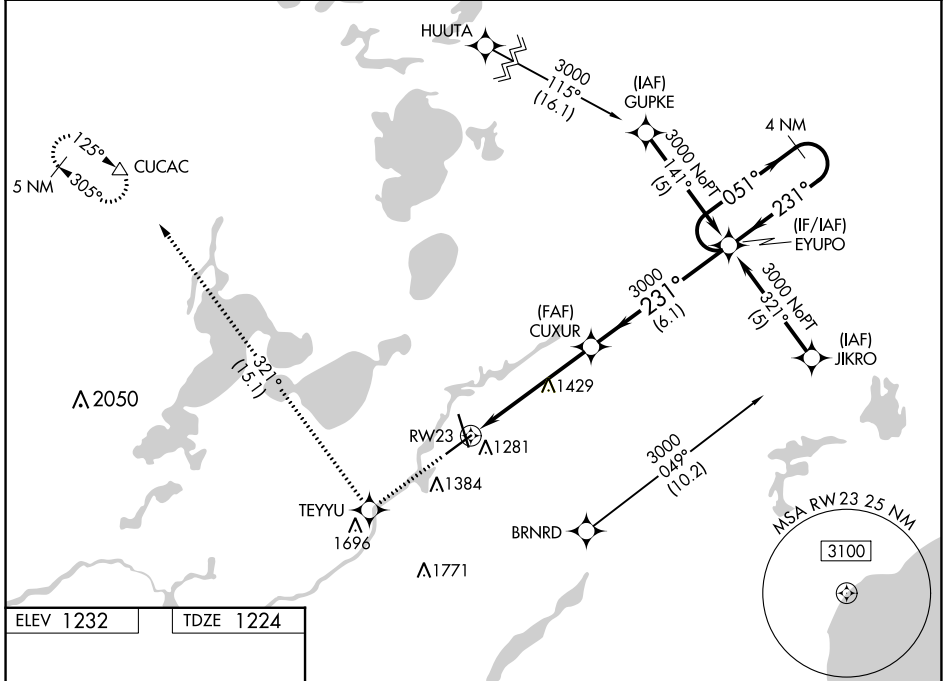 HUUTA
3000
115°
(16.1)
(IAF)
GUPKE
3000 NoPT
141°
(5)
4 NM
051°
231°
(IF/IAF)
EYUPO
125°
305°
5 NM
CUCAC
3000
231°
(6.1)
3000 NoPT
321°
(5)
(IAF)
JIKRO
(FAF)
CUXUR
321°
(15.1)
2050
1429
RW23
1281
1384
3000
049°
(10.2)
TEYYU
1696
BRNRD
1771
MSA RW23 25 NM
3100
ELEV 1232
TDZE 1224